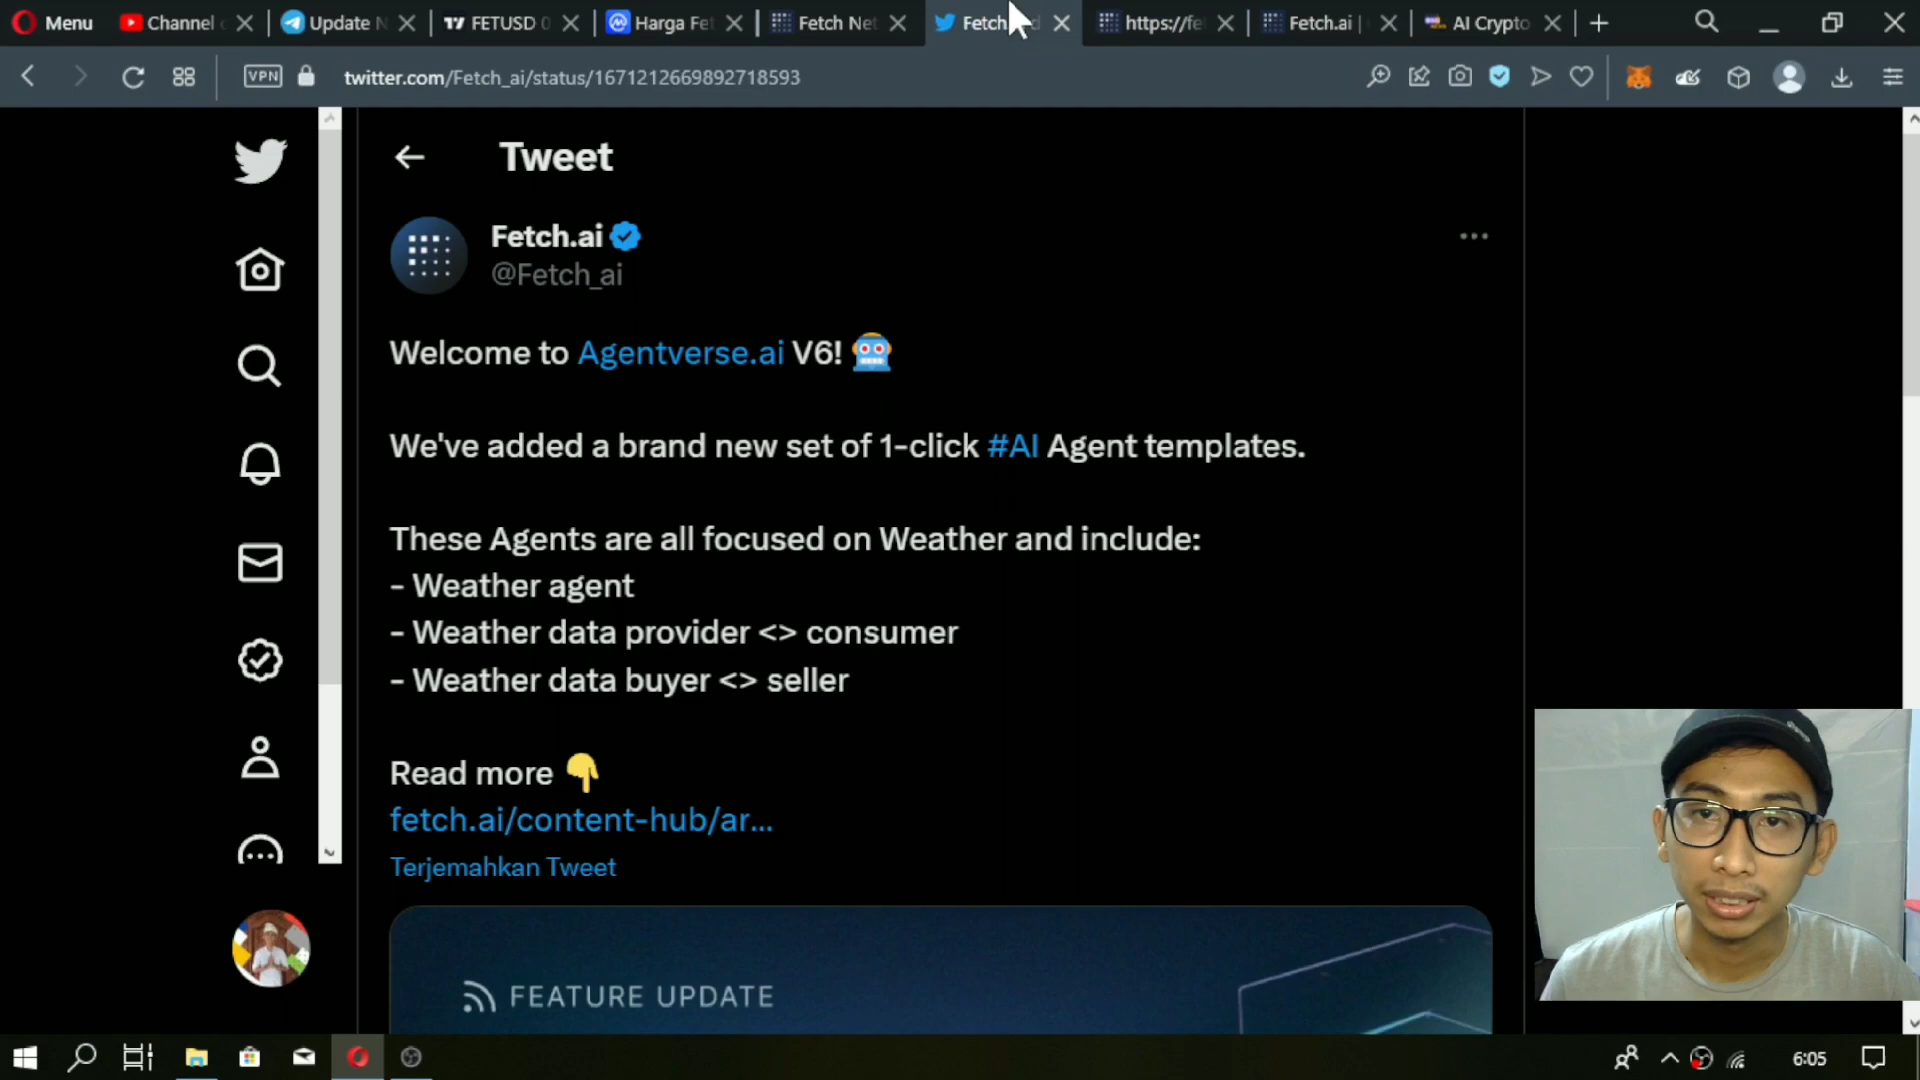 Menu
Channel
Update
FETUSD
Harga Fe
Fetch Net
Fetch
https://fe
Fetch.ai |
AI Crypto
VPN
twitter.com/Fetch_ai/status/1671212669892718593
Tweet
Fetch.ai
@Fetch_ai
Welcome to Agentverse.ai V6!
We've added a brand new set of 1-click #AI Agent templates.
These Agents are all focused on Weather and include:
- Weather agent
- Weather data provider <> consumer
- Weather data buyer <> seller
Read more
fetch.ai/content-hub/ar...
Terjemahkan Tweet
FEATURE UPDATE
6:05